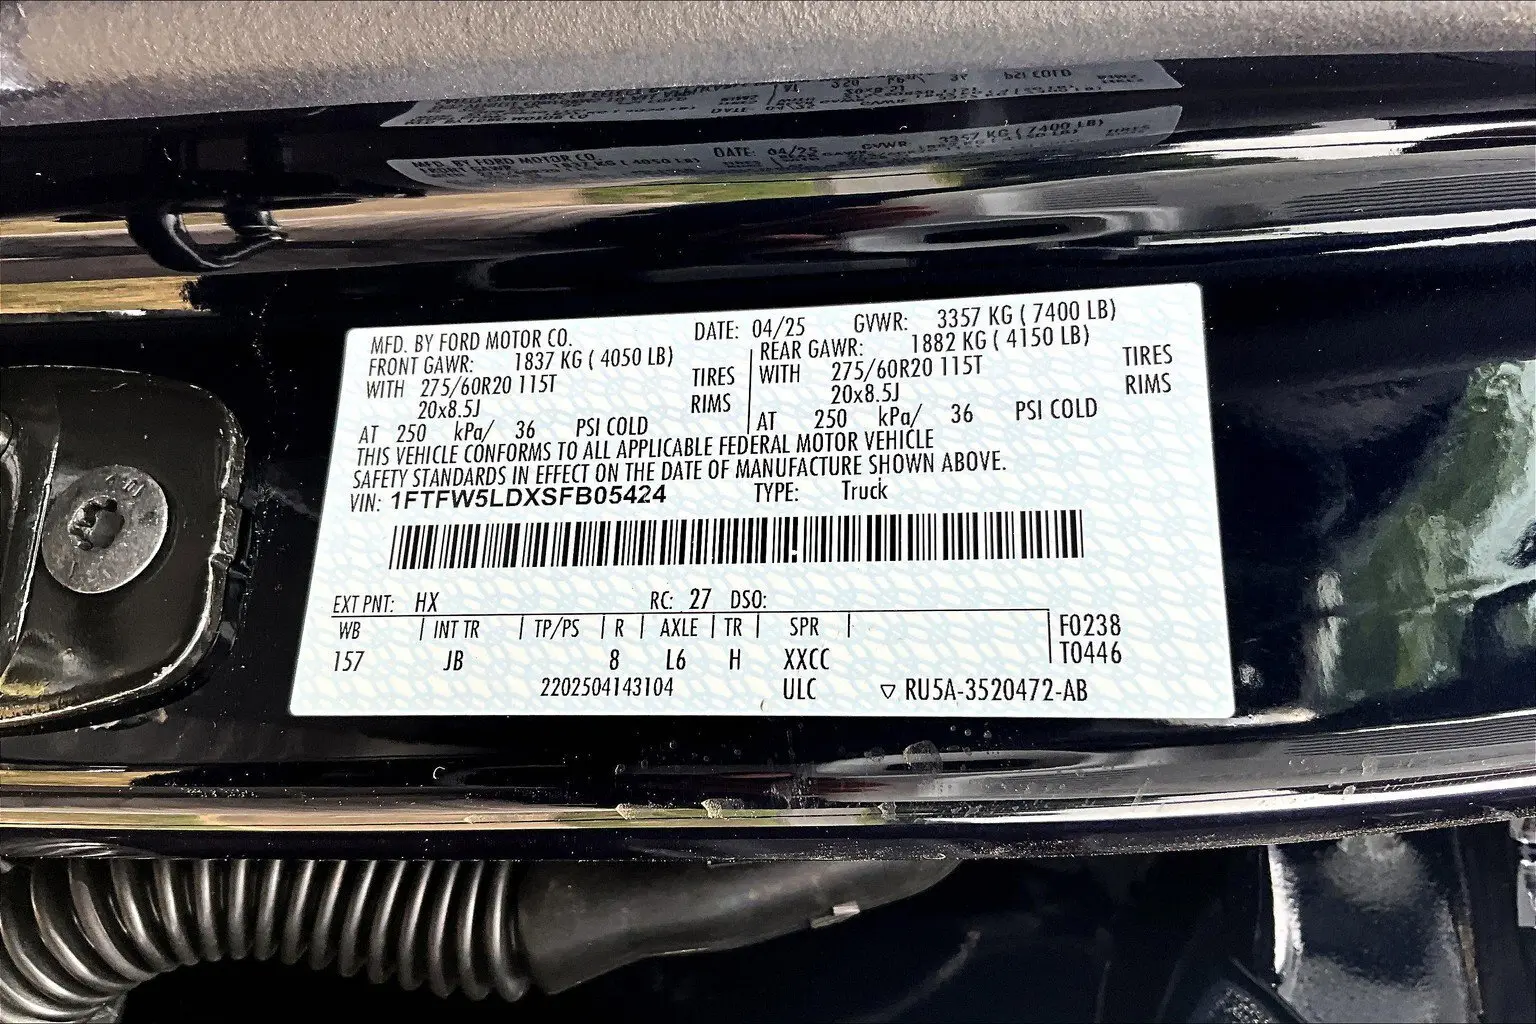 MFD. BY FORD MOTOR CO. DATE: 04/25 GVWR: 3357 KG ( 7400 LB)
FRONT GAWR: 1837 KG ( 4050 LB) REAR GAWR: 1882 KG ( 4150 LB)
WITH 275/60R20 115T TIRES WITH 275/60R20 115T TIRES
20x8.5J RIMS 20x8.5J RIMS
AT 250 kPa/ 36 PSI COLD AT 250 kPa/ 36 PSI COLD
THIS VEHICLE CONFORMS TO ALL APPLICABLE FEDERAL MOTOR VEHICLE
SAFETY STANDARDS IN EFFECT ON THE DATE OF MANUFACTURE SHOWN ABOVE.
VIN: 1FTFW5LDXSFB05424 TYPE: Truck
EXT PNT: HX RC: 27 DSO:
WB INT TR TP/PS R AXLE TR SPR F0238
157 JB 8 L6 H XXCC T0446
2202504143104 ULC ▽ RU5A-3520472-AB